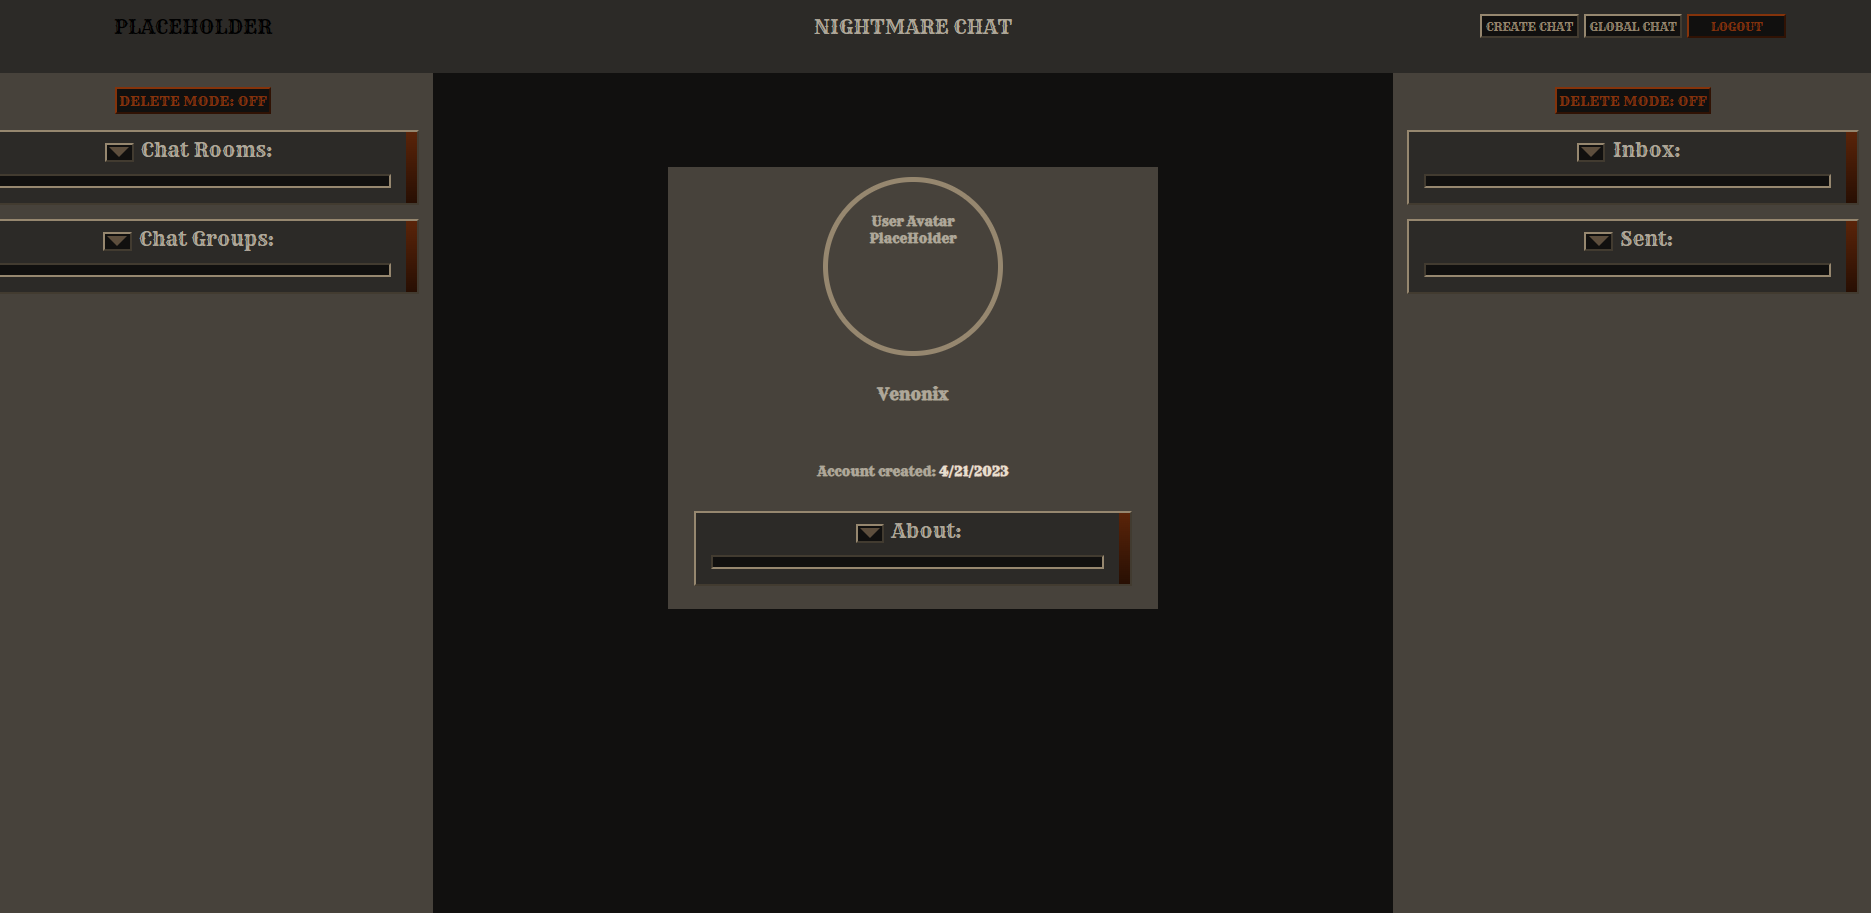 PLACEHOLDER
NIGHTMARE CHAT
CREATE CHAT
GLOBAL CHAT
LOGOUT
DELETE MODE: OFF
Chat Rooms:
Chat Groups:
User Avatar
PlaceHolder
Venonix
Account created: 4/21/2023
About:
DELETE MODE: OFF
Inbox:
Sent: